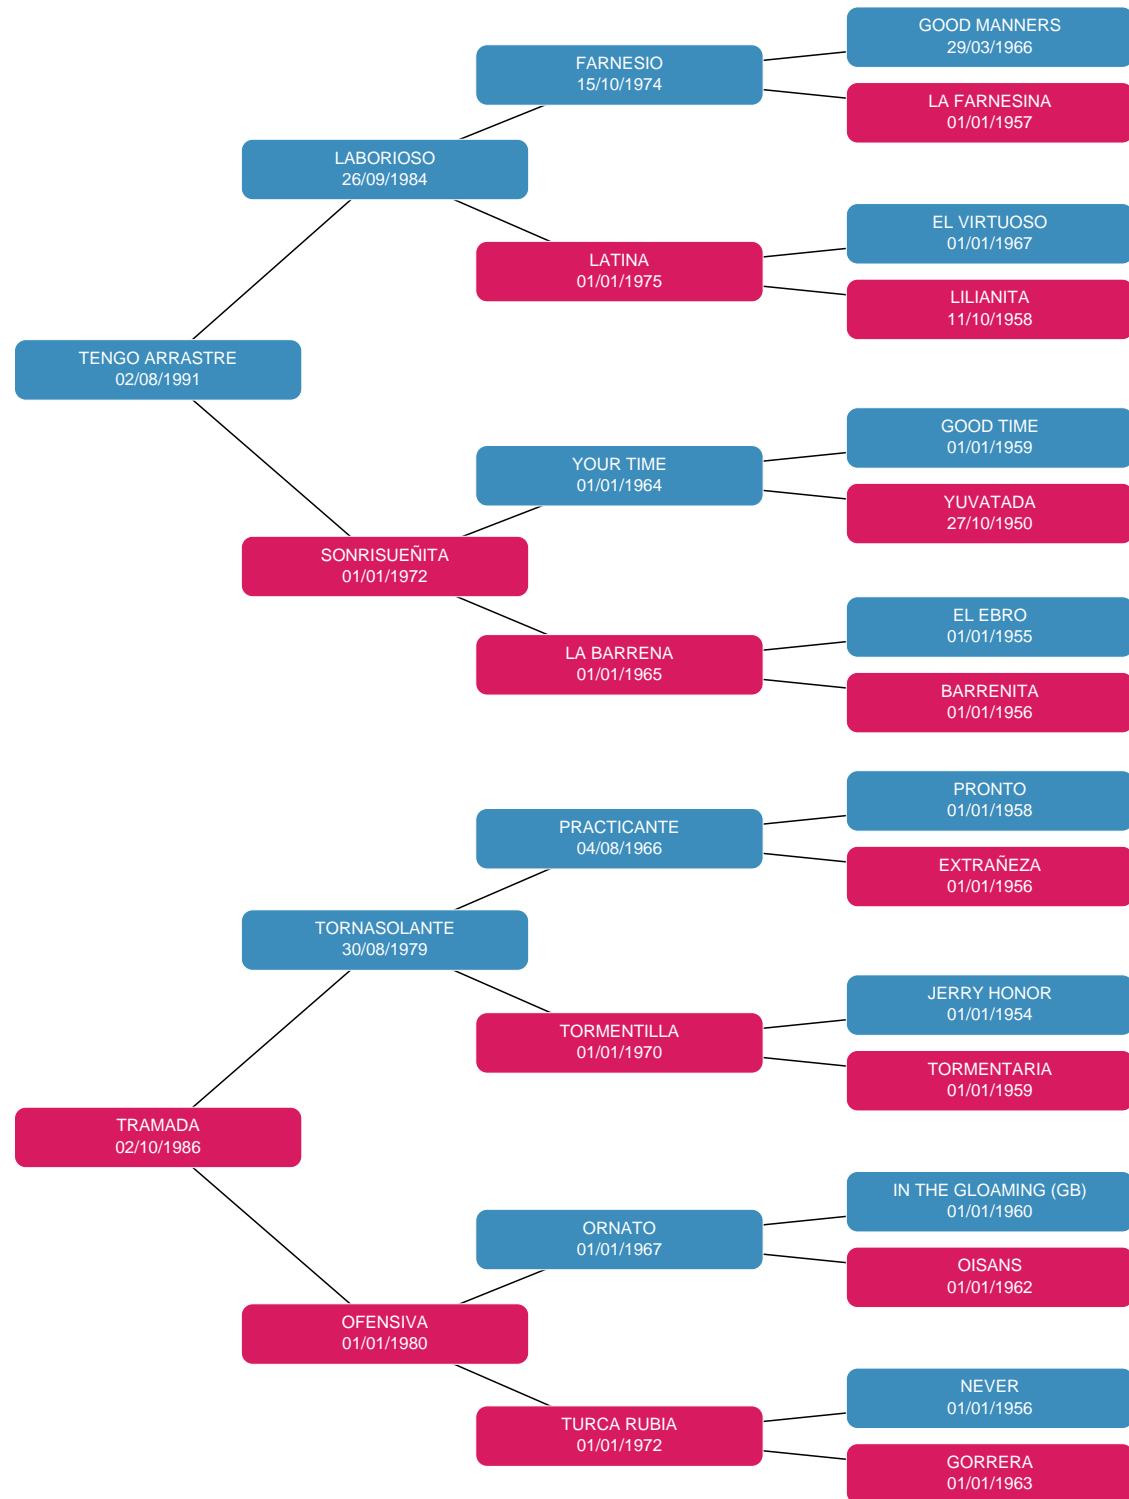 GOOD MANNERS
29/03/1966
FARNESIO
15/10/1974
LA FARNESINA
01/01/1957
LABORIOSO
26/09/1984
EL VIRTUOSO
01/01/1967
LATINA
01/01/1975
LILIANITA
11/10/1958
TENGO ARRASTRE
02/08/1991
GOOD TIME
01/01/1959
YOUR TIME
01/01/1964
YUVATADA
27/10/1950
SONRISUEÑITA
01/01/1972
EL EBRO
01/01/1955
LA BARRENA
01/01/1965
BARRENITA
01/01/1956
PRONTO
01/01/1958
PRACTICANTE
04/08/1966
EXTRAÑEZA
01/01/1956
TORNASOLANTE
30/08/1979
JERRY HONOR
01/01/1954
TORMENTILLA
01/01/1970
TORMENTARIA
01/01/1959
TRAMADA
02/10/1986
IN THE GLOAMING (GB)
01/01/1960
ORNATO
01/01/1967
OISANS
01/01/1962
OFENSIVA
01/01/1980
NEVER
01/01/1956
TURCA RUBIA
01/01/1972
GORRERA
01/01/1963